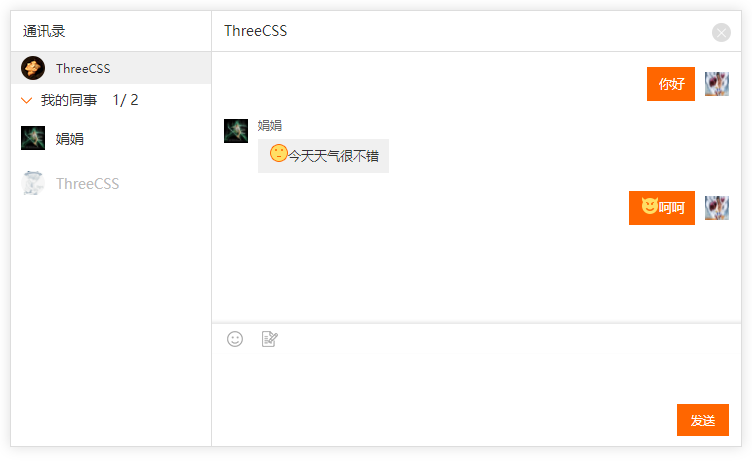 通讯录
ThreeCSS
我的同事 1/ 2
娟娟
ThreeCSS
ThreeCSS
你好
娟娟
今天天气很不错
呵呵
发送